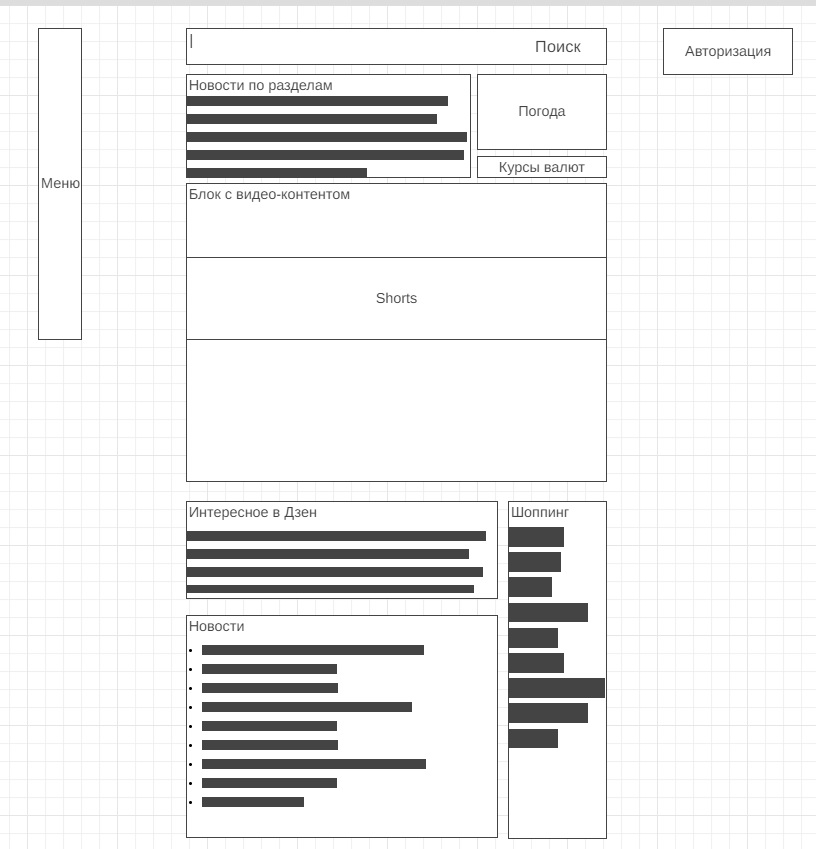 Поиск
Авторизация
Меню
Новости по разделам
Погода
Курсы валют
Блок с видео-контентом
Shorts
Интересное в Дзен
Шоппинг
Новости